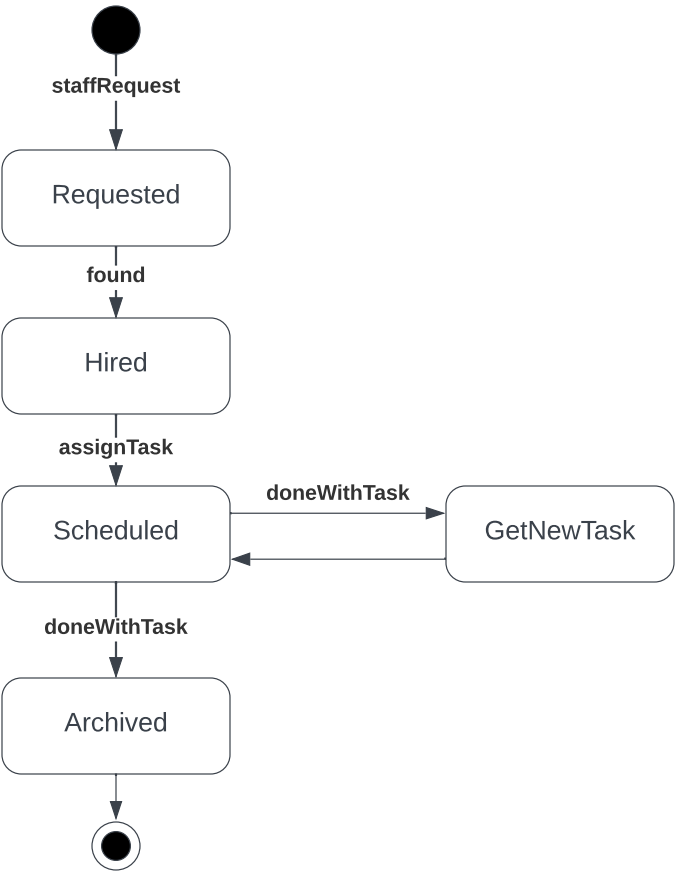 staffRequest
Requested
found
Hired
assignTask
doneWithTask
Scheduled
GetNewTask
doneWithTask
Archived